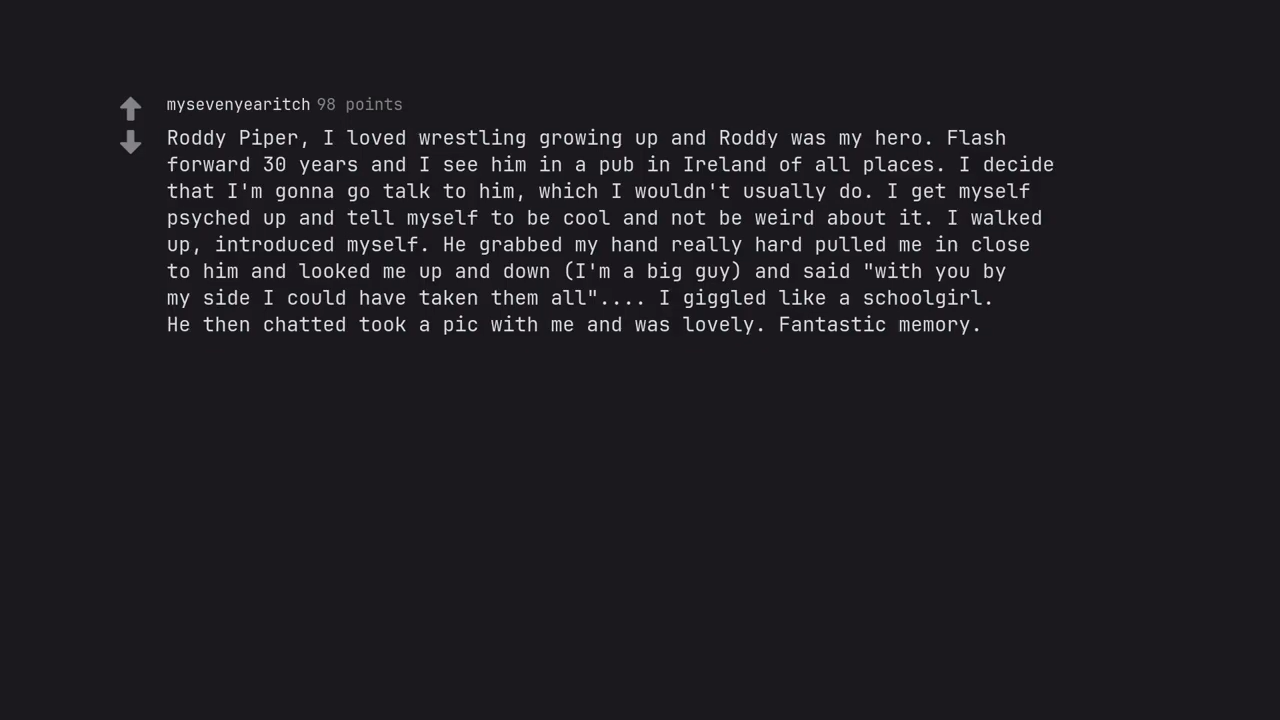 mysevenyearitch 98 points
Roddy Piper, I loved wrestling growing up and Roddy was my hero. Flash
forward 30 years and I see him in a pub in Ireland of all places. I decide
that I'm gonna go talk to him, which I wouldn't usually do. I get myself
psyched up and tell myself to be cool and not be weird about it. I walked
up, introduced myself. He grabbed my hand really hard pulled me in close
to him and looked me up and down (I'm a big guy) and said "with you by
my side I could have taken them all".... I giggled like a schoolgirl.
He then chatted took a pic with me and was lovely. Fantastic memory.